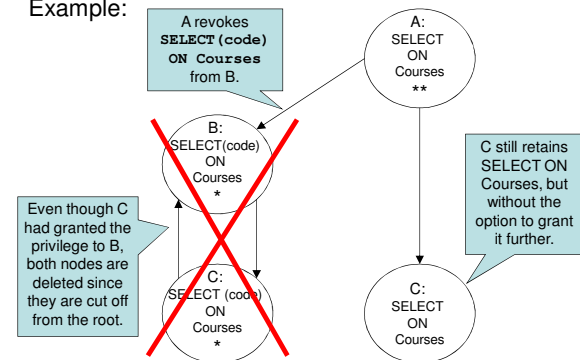 Example:
A revokes
SELECT(code)
ON Courses
from B.
A:
SELECT
ON
Courses
**
B:
SELECT(code)
ON
Courses
*
C still retains
SELECT ON
Courses, but
without the
option to grant
it further.
Even though C
had granted the
privilege to B,
both nodes are
deleted since
they are cut off
from the root.
C:
SELECT (code)
ON
Courses
*
C:
SELECT
ON
Courses